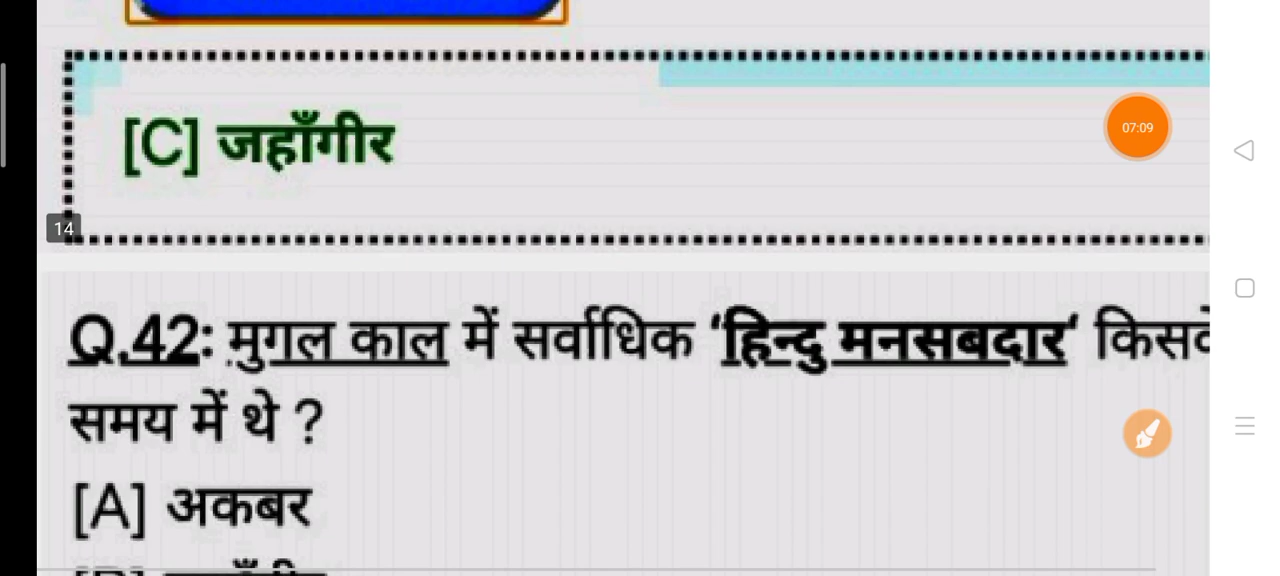 [C] जहाँगीर
07:09
14
Q.42: मुगल काल में सर्वाधिक ‘हिन्दु मनसबदार‘
समय में थे ?
[A] अकबर